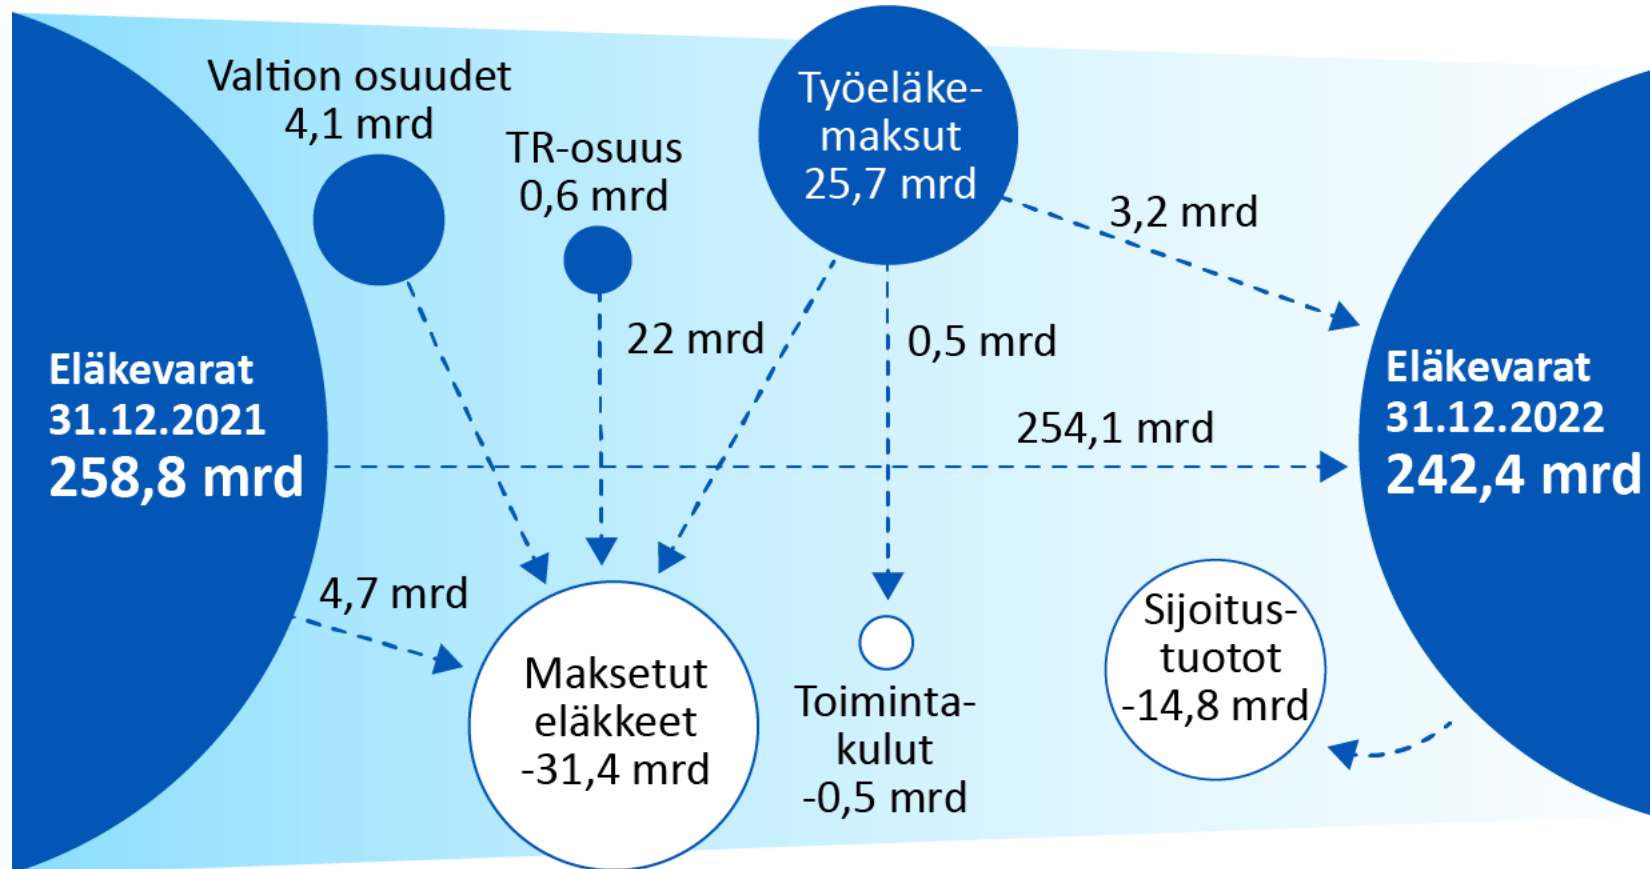 Valtion osuudet
4,1 mrd
TR-osuus
0,6 mrd
Työeläke-
maksut
25,7 mrd
3,2 mrd
22 mrd
0,5 mrd
Eläkevarat
31.12.2021
258,8 mrd
254,1 mrd
Eläkevarat
31.12.2022
242,4 mrd
4,7 mrd
Maksetut
eläkkeet
-31,4 mrd
Toiminta-
kulut
-0,5 mrd
Sijoitus-
tuotot
-14,8 mrd